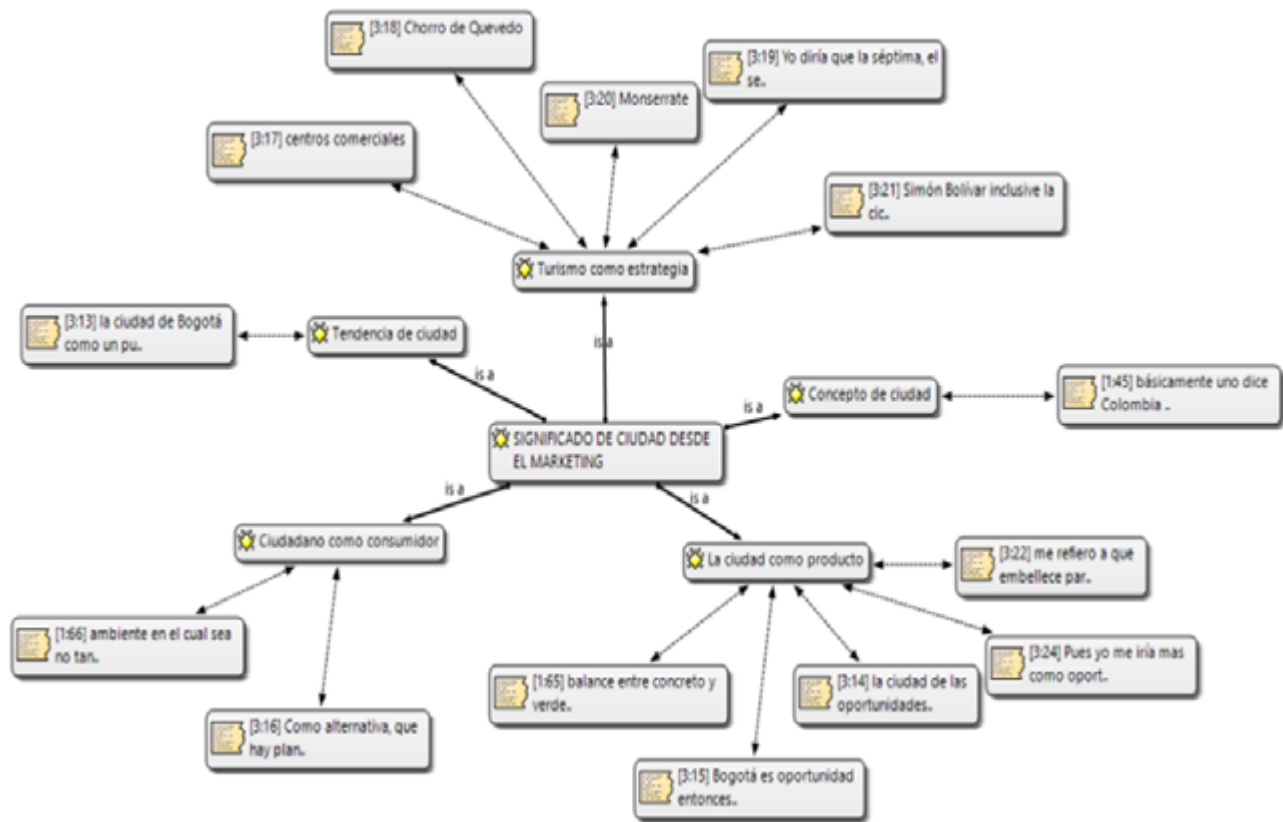 [3:18] Chorro de Quevedo
[3:19] Yo diría que la séptima, el
se..
[3:20] Monserrate
[3:17] centros comerciales
[3:21] Simón Bolívar inclusive la
cic..
Turismo como estrategia
[3:13] la ciudad de Bogotá
como un pu..
Tendencia de ciudad
is a
is a
Concepto de ciudad
[1:45] básicamente uno dice
Colombia ..
is a
SIGNIFICADO DE CIUDAD DESDE
EL MARKETING
is a
is a
Ciudadano como consumidor
La ciudad como producto
[3:22] me refiero a que
embellece par..
[1:66] ambiente en el cual sea
no tan..
[3:24] Pues yo me iría mas
como oport..
[1:65] balance entre concreto y
verde..
[3:14] la ciudad de las
oportunidades..
[3:16] Como alternativa, que
hay plan..
[3:15] Bogotá es oportunidad
entonces..